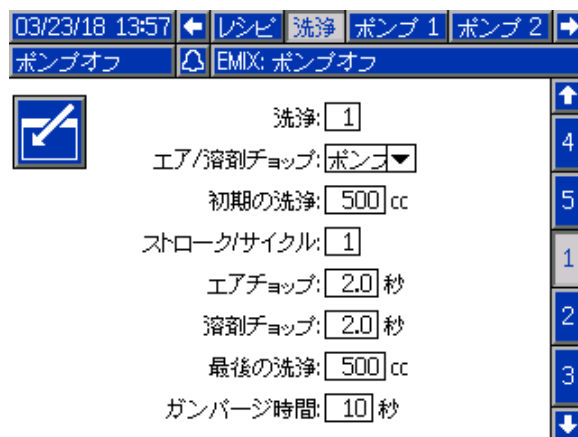 03/23/18 13:57 レシピ 洗浄 ポンプ 1 ポンプ 2
ポンプオフ EMIX: ポンプオフ
洗浄: 1
エア/溶剤チョップ: ポンプ
初期の洗浄: 500 cc
ストローク/サイクル: 1
エアチョップ: 2.0 秒
溶剤チョップ: 2.0 秒
最後の洗浄: 500 cc
ガンパージ時間: 10 秒
4
5
1
2
3